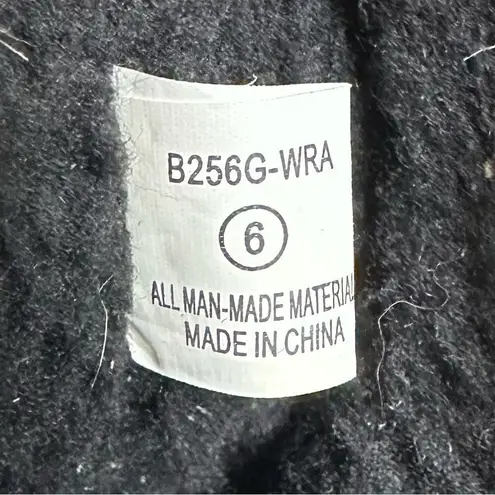 B256G-WRA
6
ALL MAN-MADE MATERIAL
MADE IN CHINA